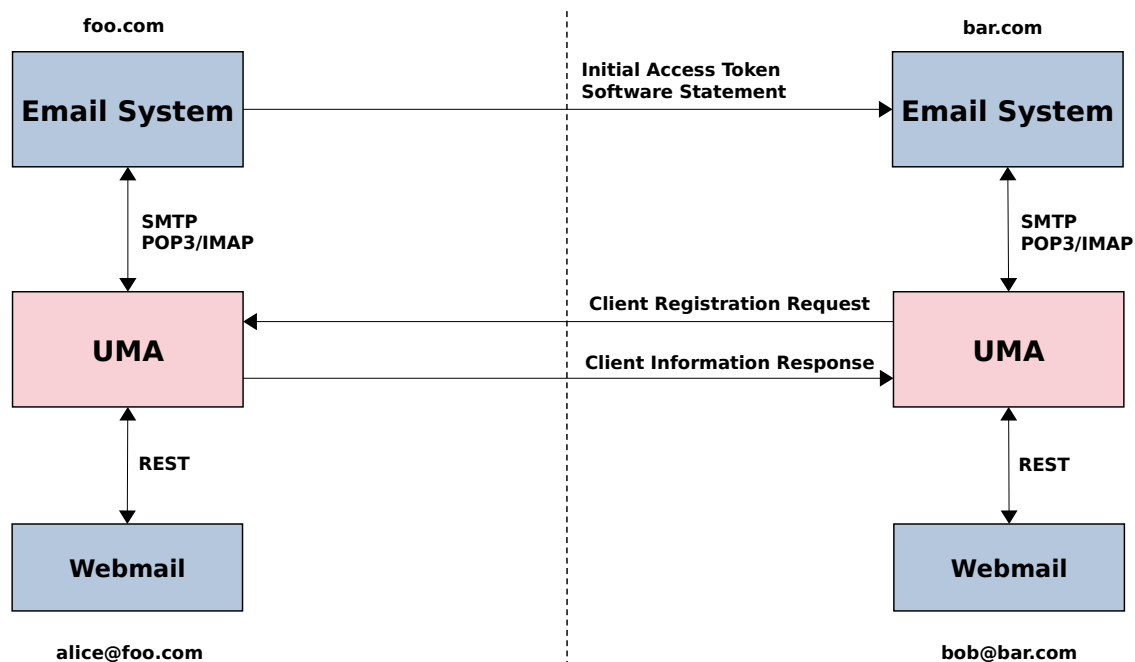 foo.com
bar.com
Email System
Initial Access Token
Software Statement
Email System
SMTP
POP3/IMAP
SMTP
POP3/IMAP
UMA
Client Registration Request
Client Information Response
UMA
REST
REST
Webmail
Webmail
alice@foo.com
bob@bar.com